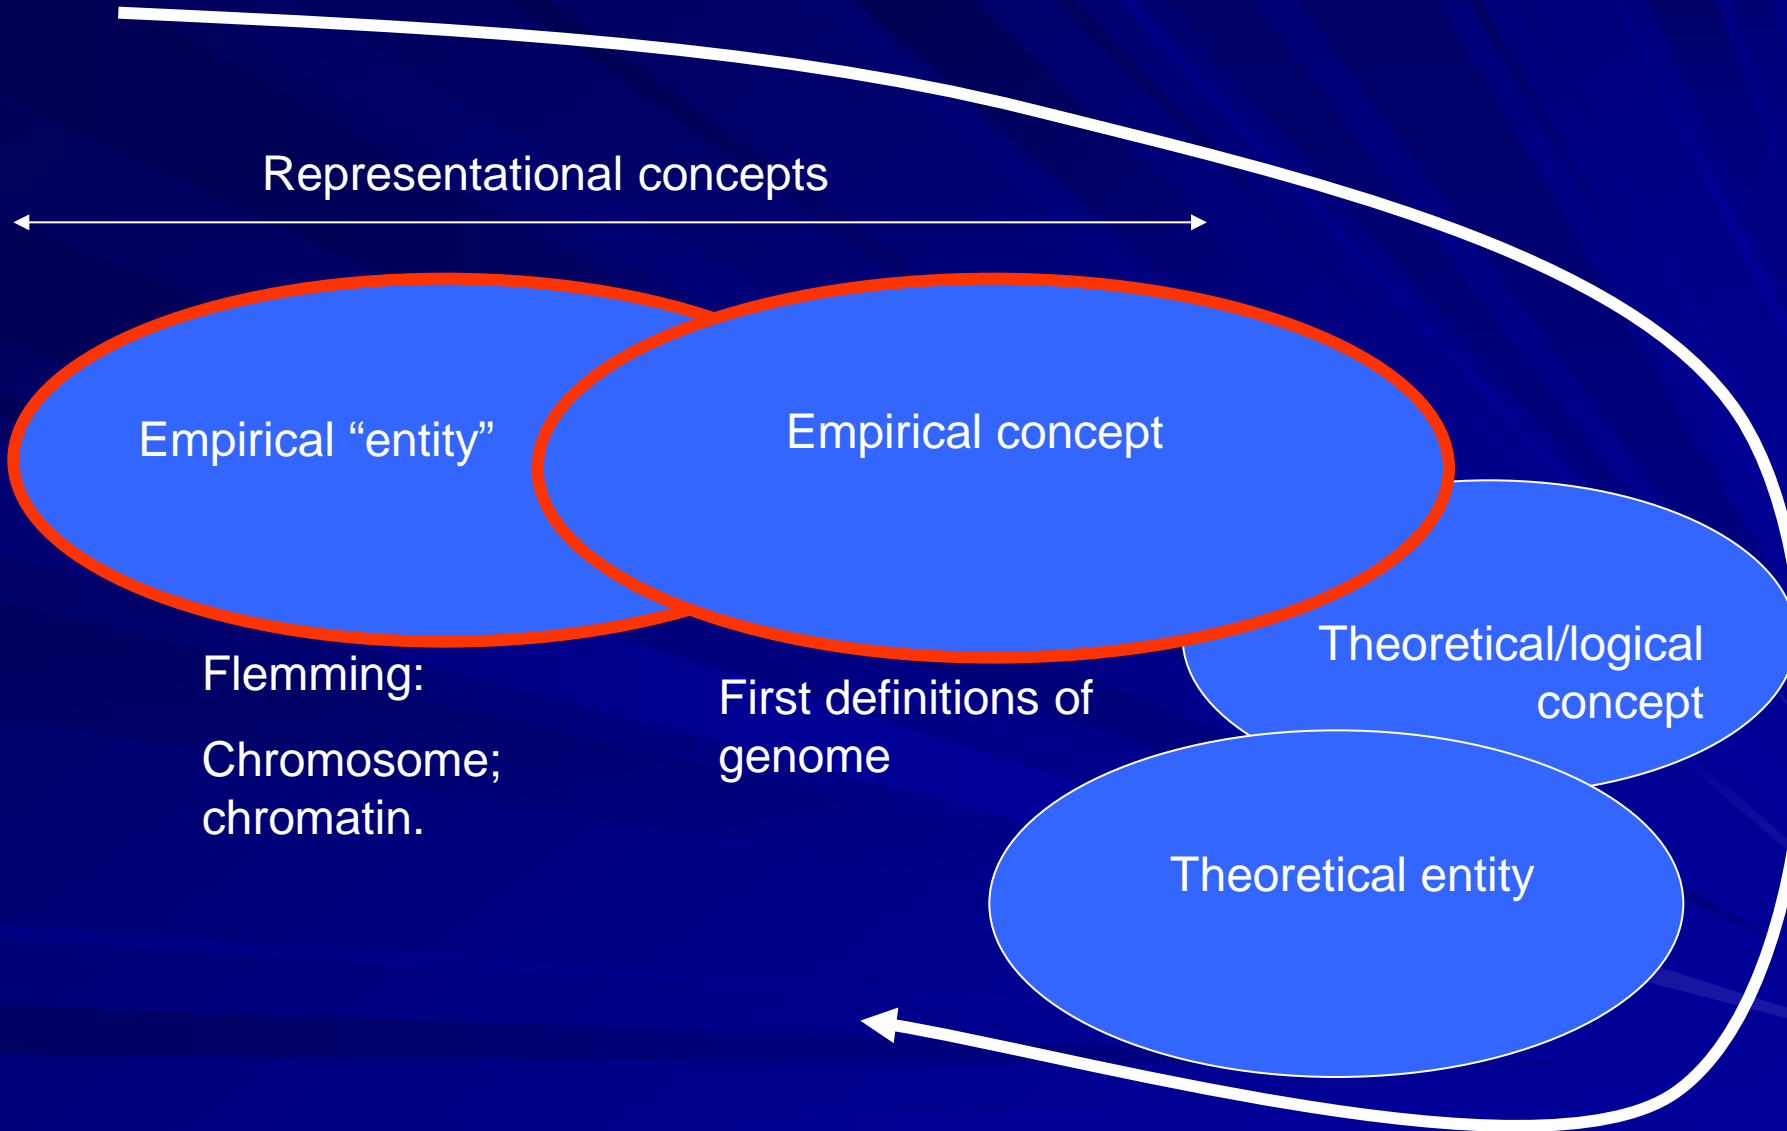 Representational concepts
Empirical “entity”
Empirical concept
Flemming:
Chromosome;
chromatin.
First definitions of
genome
Theoretical/logical
concept
Theoretical entity